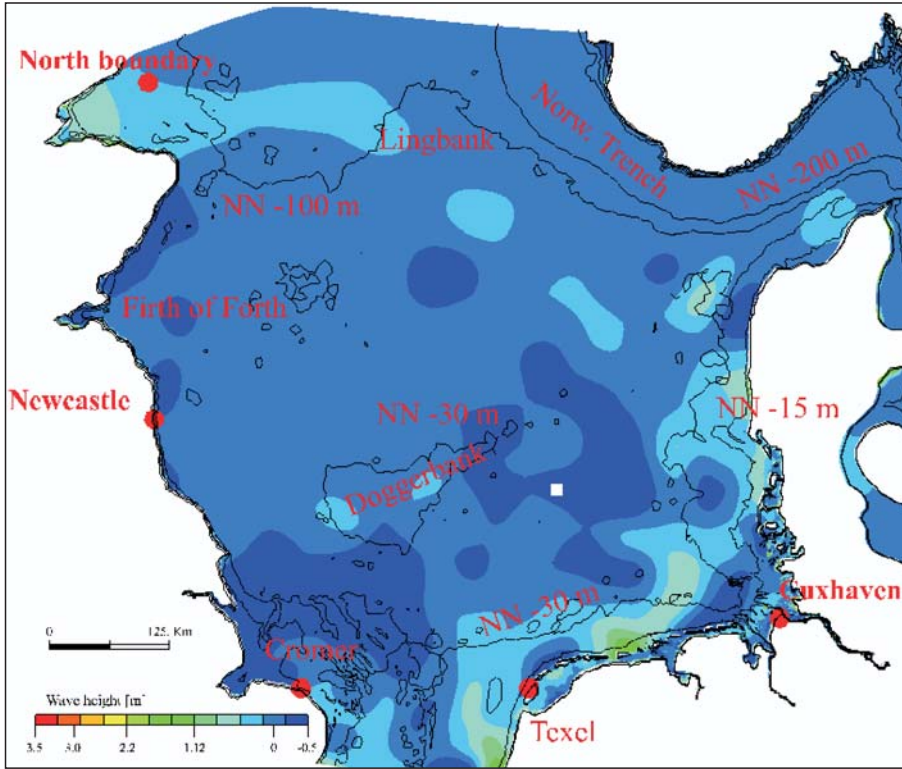 North boundary
Norw. Trench
Lingbank
NN -200 m
NN -100 m
Firth of Forth
Newcastle
NN -30 m
NN -15 m
Doggerbank
Cuxhaven
NN -30 m
0 125. Km
Cromer
Texel
Wave height [m]
3.5 4.0 2.2 1.12 0 -0.5